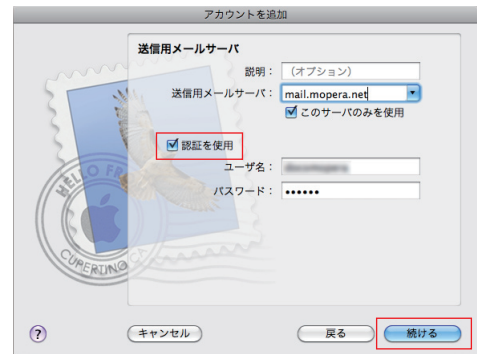 アカウントを追加
送信用メールサーバ
説明： （オプション）
送信用メールサーバ： mail.mopera.net
このサーバのみを使用
認証を使用
ユーザ名：
パスワード： ••••••
HELLO FR
CUPERTINO
? キャンセル 戻る 続ける